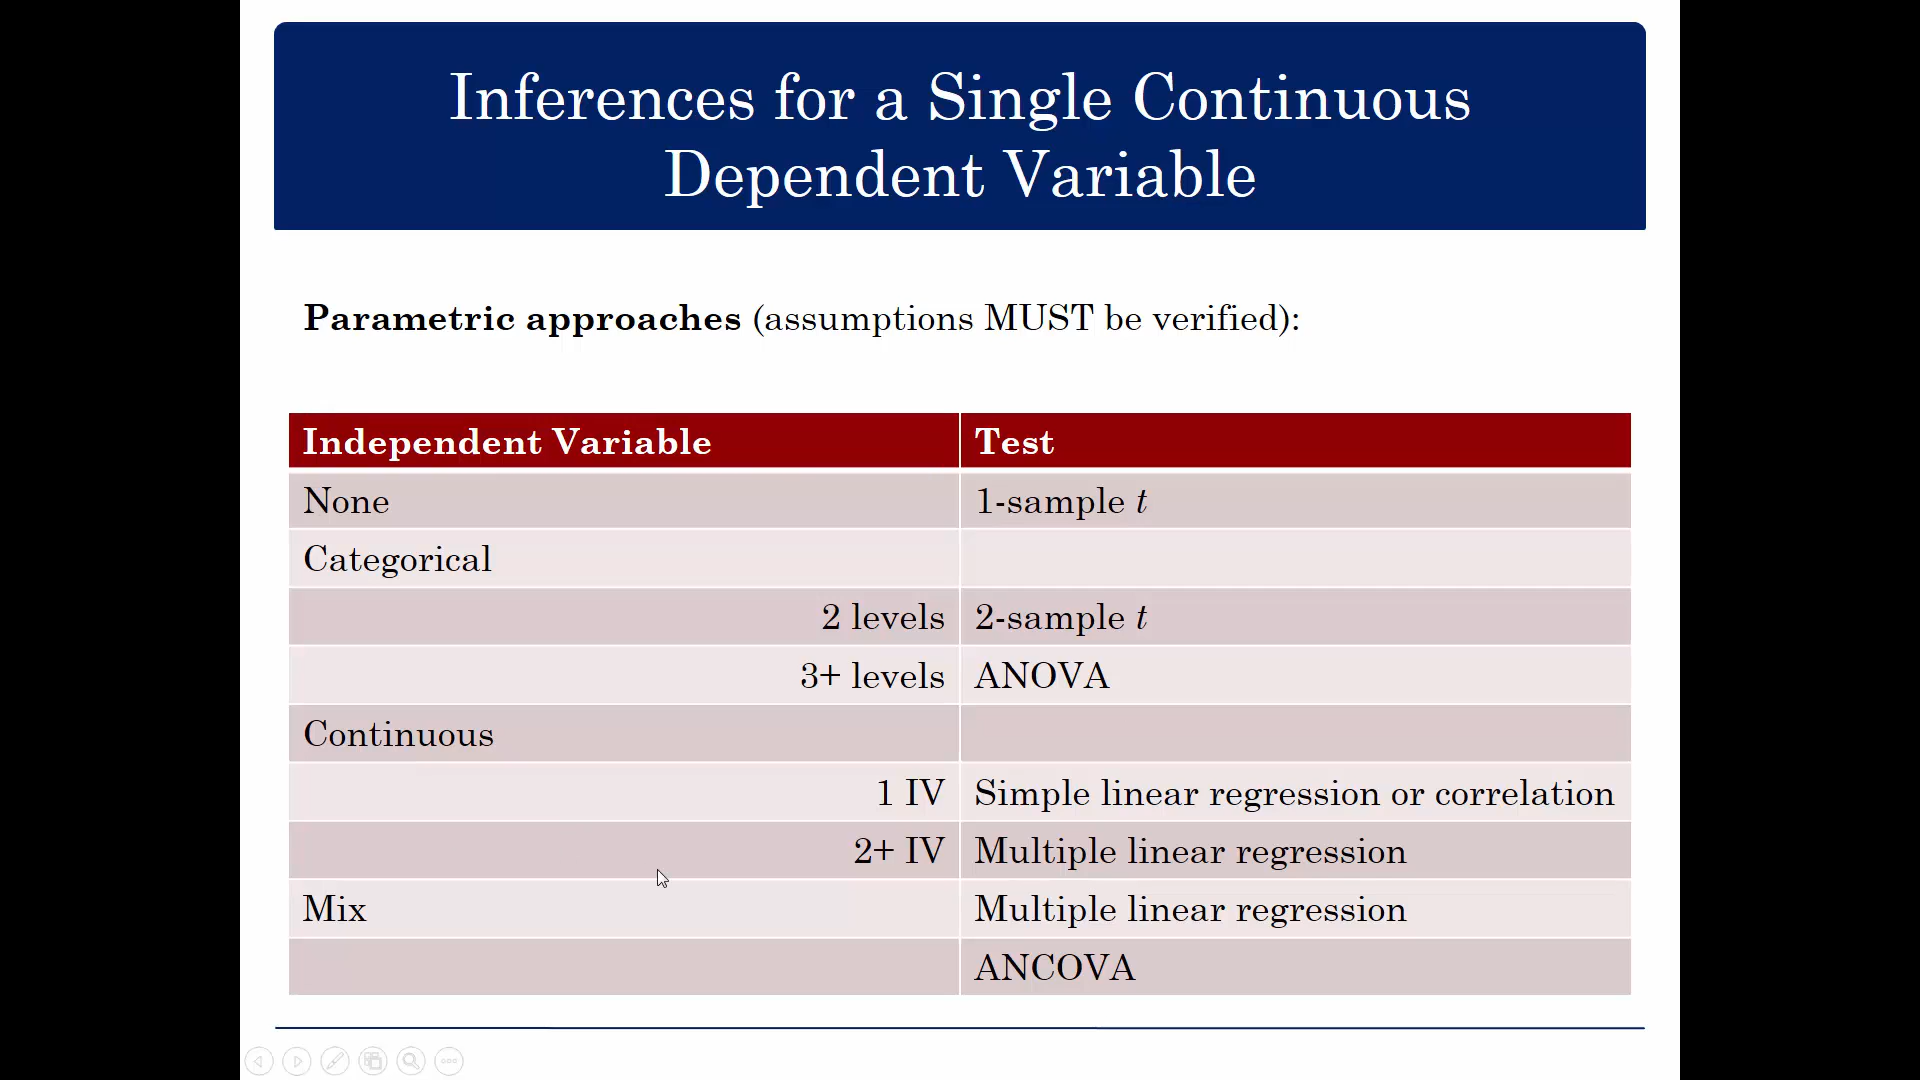 Inferences for a Single Continuous
Dependent Variable
Parametric approaches (assumptions MUST be verified):
Independent Variable Test
None 1-sample t
Categorical
2 levels 2-sample t
3+ levels ANOVA
Continuous
1 IV Simple linear regression or correlation
2+ IV Multiple linear regression
Mix Multiple linear regression
ANCOVA